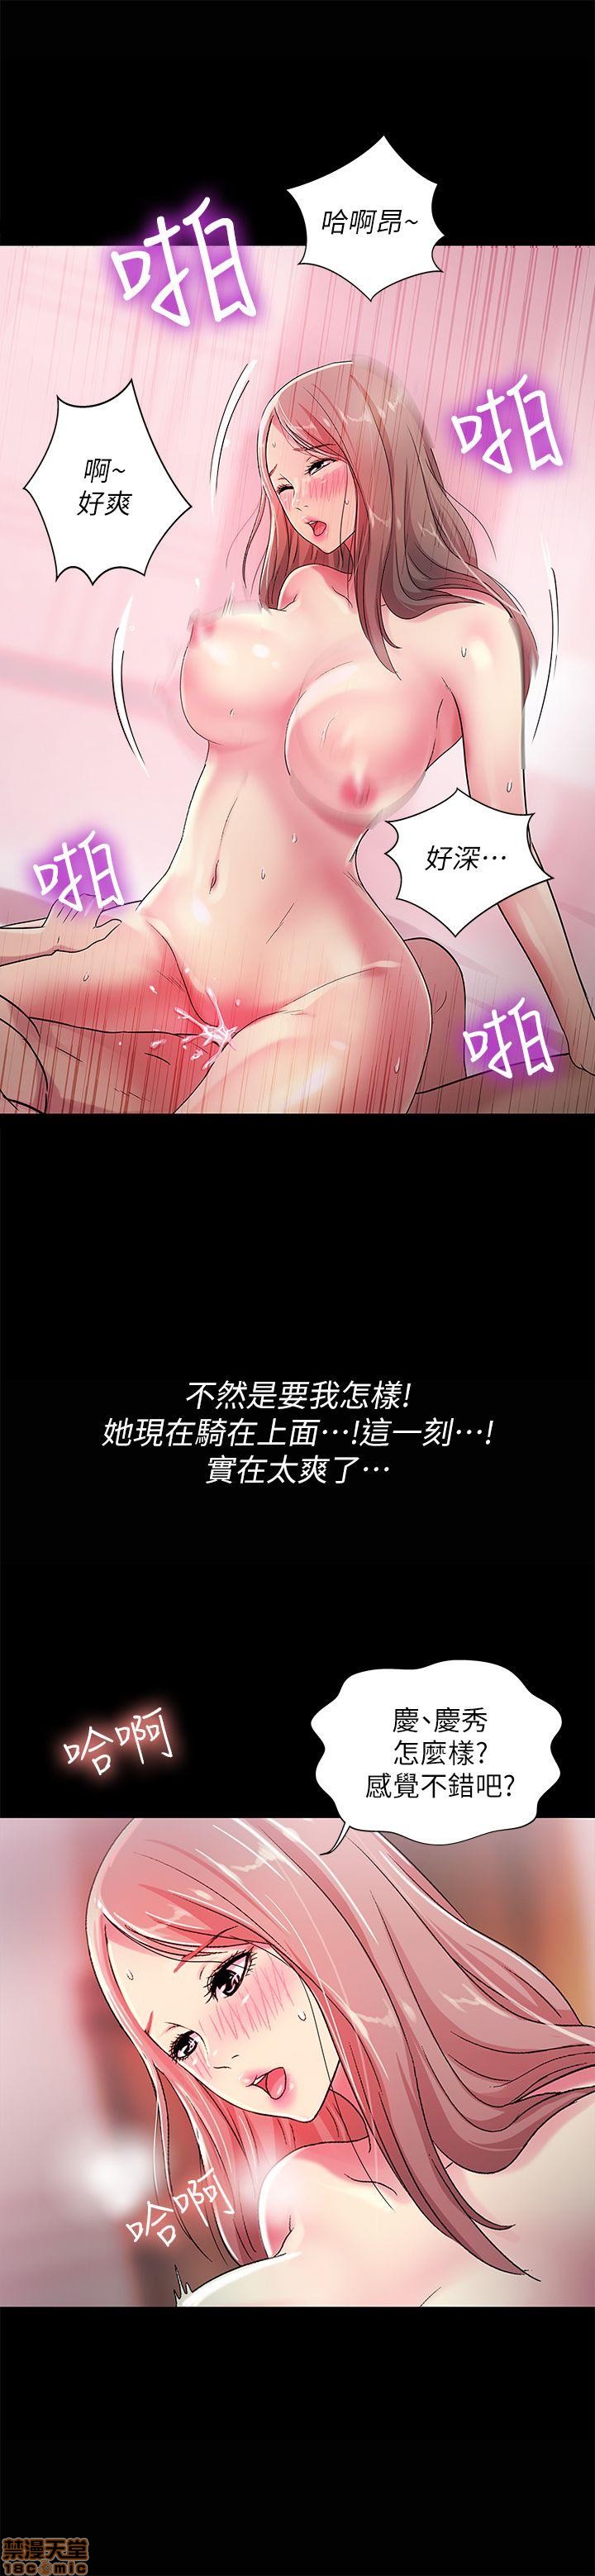 哈啊昂~
啪
啪
啊~
好爽
好深…
啪
啪
不然是要我怎樣!
她現在騎在上面…!這一刻…!
實在太爽了…
慶、慶秀
怎麼樣?
感覺不錯吧?
哈啊
哈啊
禁漫天堂
18comic